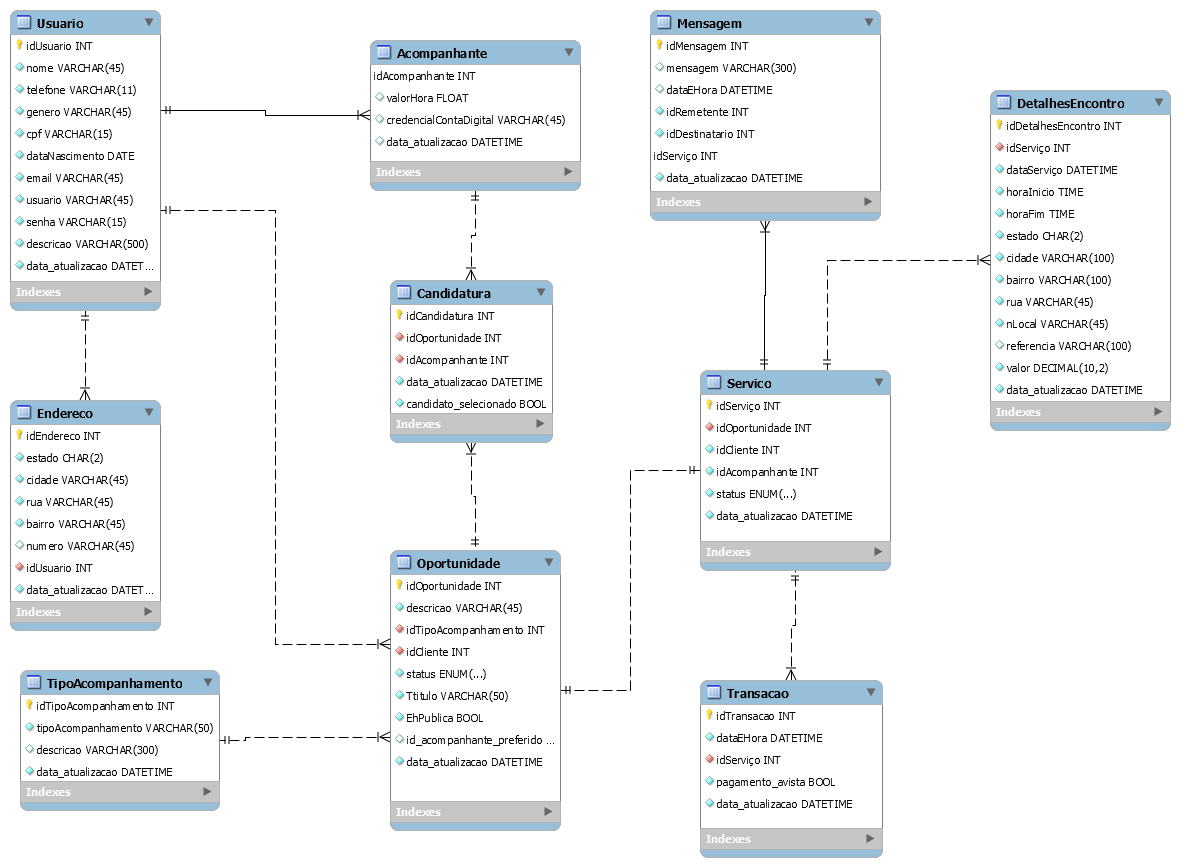 Usuario
idUsuario INT
nome VARCHAR(45)
telefone VARCHAR(11)
genero VARCHAR(45)
cpf VARCHAR(15)
dataNascimento DATE
email VARCHAR(45)
usuario VARCHAR(45)
senha VARCHAR(15)
descricao VARCHAR(500)
data_atualizacao DATET...
Indexes
Acompanhante
idAcompanhante INT
valorHora FLOAT
credencialContaDigital VARCHAR(45)
data_atualizacao DATETIME
Indexes
Mensagem
idMensagem INT
mensagem VARCHAR(300)
dataEHora DATETIME
idRemetente INT
idDestinatario INT
idServiço INT
data_atualizacao DATETIME
Indexes
DetalhesEncontro
idDetalhesEncontro INT
idServiço INT
dataServiço DATETIME
horaInicio TIME
horaFim TIME
estado CHAR(2)
cidade VARCHAR(100)
bairro VARCHAR(100)
rua VARCHAR(45)
nLocal VARCHAR(45)
referencia VARCHAR(100)
valor DECIMAL(10,2)
data_atualizacao DATETIME
Indexes
Candidatura
idCandidatura INT
idOportunidade INT
idAcompanhante INT
data_atualizacao DATETIME
candidato_selecionado BOOL
Indexes
Endereco
idEndereco INT
estado CHAR(2)
cidade VARCHAR(45)
rua VARCHAR(45)
bairro VARCHAR(45)
numero VARCHAR(45)
idUsuario INT
data_atualizacao DATET...
Indexes
Servico
idServiço INT
idOportunidade INT
idCliente INT
idAcompanhante INT
status ENUM(...)
data_atualizacao DATETIME
Indexes
Oportunidade
idOportunidade INT
descricao VARCHAR(45)
idTipoAcompanhamento INT
idCliente INT
status ENUM(...)
Ttitulo VARCHAR(50)
EhPublica BOOL
id_acompanhante_preferido ...
data_atualizacao DATETIME
Indexes
TipoAcompanhamento
idTipoAcompanhamento INT
tipoAcompanhamento VARCHAR(50)
descricao VARCHAR(300)
data_atualizacao DATETIME
Indexes
Transacao
idTransacao INT
dataEHora DATETIME
idServiço INT
pagamento_avista BOOL
data_atualizacao DATETIME
Indexes